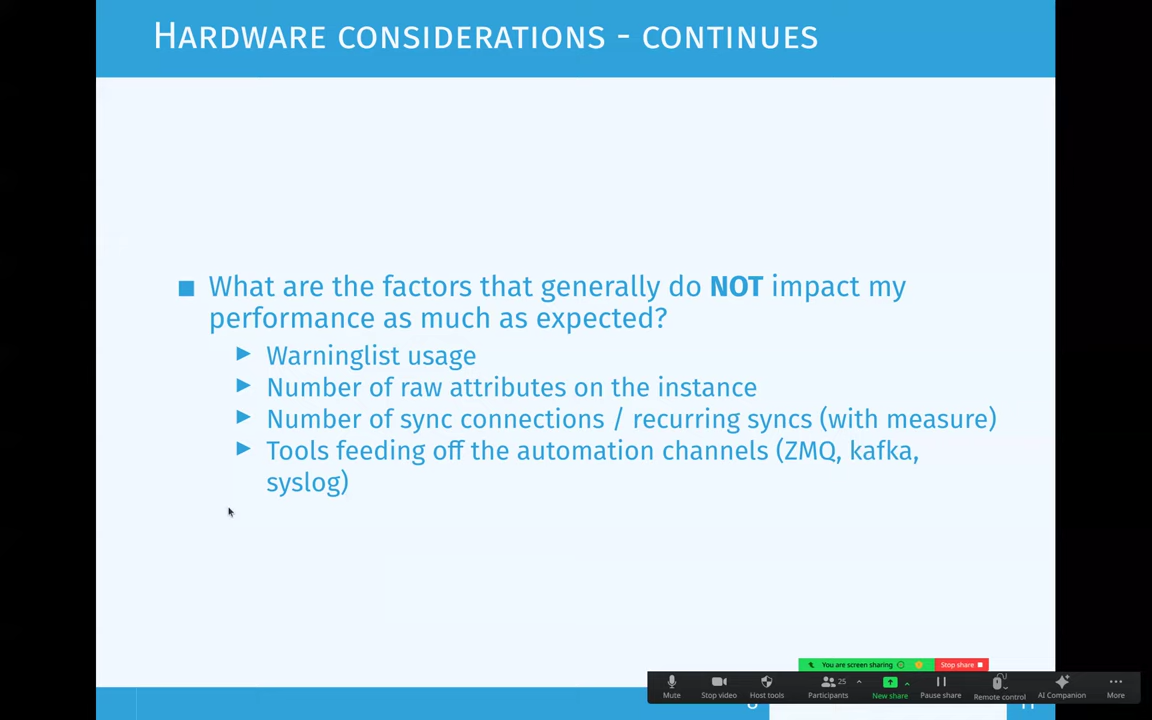 Hardware considerations - continues
■ What are the factors that generally do NOT impact my
performance as much as expected?
▶ Warninglist usage
▶ Number of raw attributes on the instance
▶ Number of sync connections / recurring syncs (with measure)
▶ Tools feeding off the automation channels (ZMQ, kafka,
syslog)
You are screen sharing Stop share
25
Mute Stop video Host tools Participants New share Pause share Remote control AI Companion More